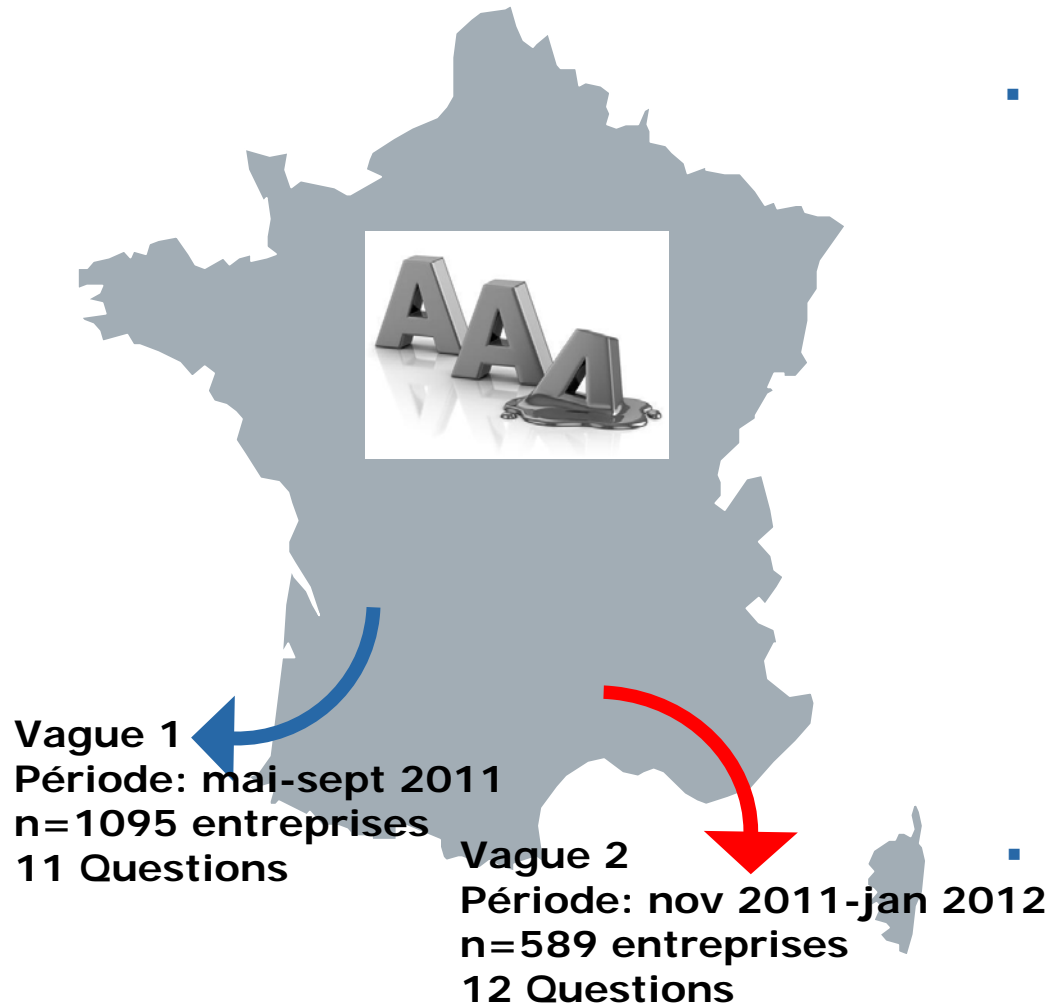 AAA
Vague 1
Période: mai-sept 2011
n=1095 entreprises
11 Questions
Vague 2
Période: nov 2011-jan 2012
n=589 entreprises
12 Questions